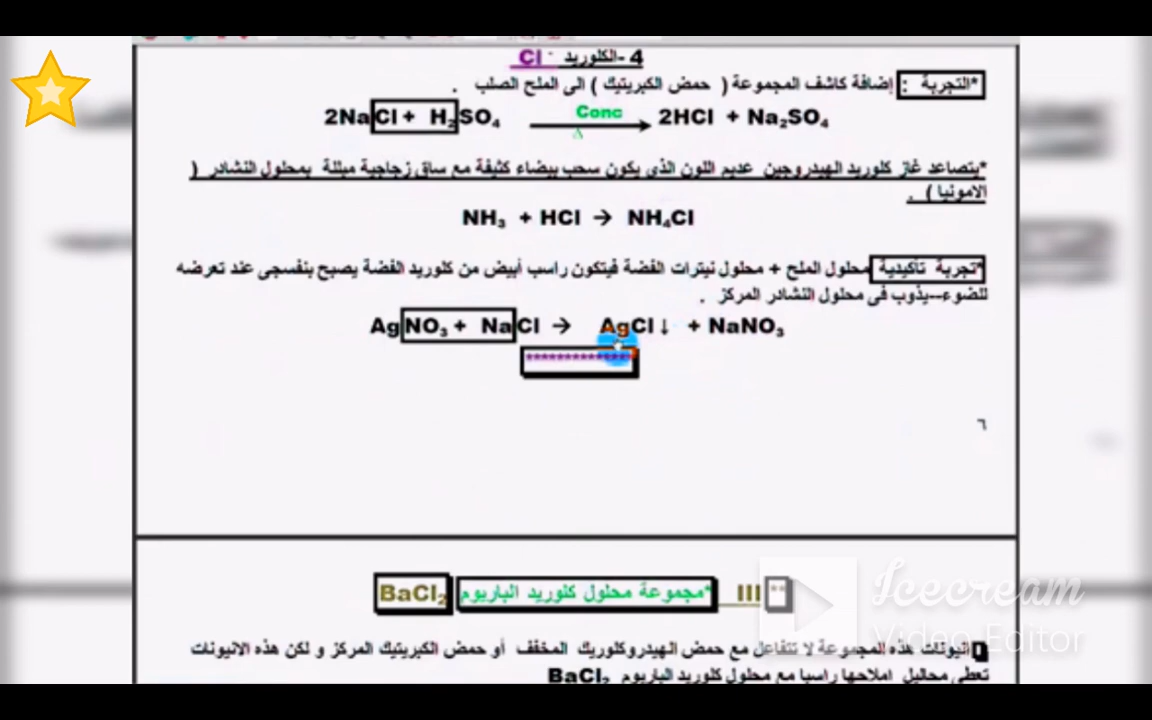 4 -الكلوريد Cl -
*التجربة : إضافة كاشف المجموعة ( حمض الكبريتيك ) الى الملح الصلب .
2NaCl + H2SO4 Conc Δ → 2HCl + Na2SO4
*يتصاعد غاز كلوريد الهيدروجين عديم اللون الذى يكون سحب بيضاء كثيفة مع ساق زجاجية مبللة بمحلول النشادر (
الامونيا ) .
NH3 + HCl → NH4Cl
*تجربة تأكيدية محلول الملح + محلول نيترات الفضة فيتكون راسب أبيض من كلوريد الفضة يصبح بنفسجى عند تعرضه
للضوء---يذوب فى محلول النشادر المركز .
AgNO3 + NaCl → AgCl ↓ + NaNO3
**************
٦
** III *مجموعة محلول كلوريد الباريوم BaCl2
انيونات هذه المجموعة لا تتفاعل مع حمض الهيدروكلوريك المخفف أو حمض الكبريتيك المركز و لكن هذه الانيونات
تعطى محاليل املاحها راسبا مع محلول كلوريد الباريوم BaCl2
Icecream
Video Editor